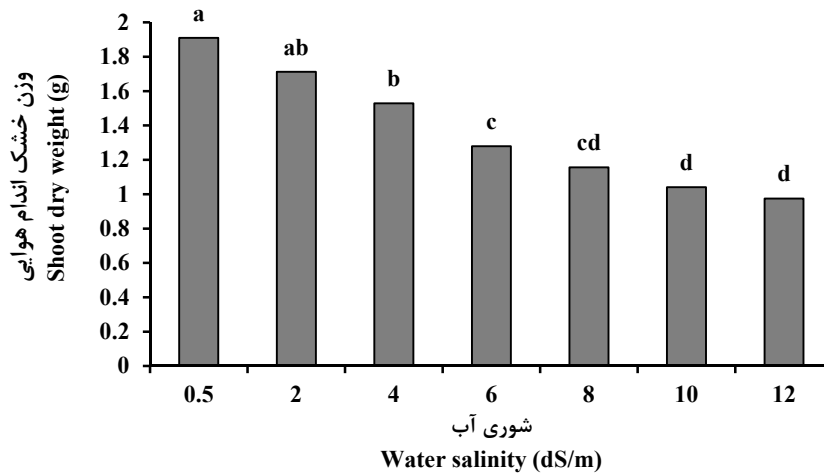 وزن خشک اندام هوایی
Shoot dry weight (g)
2
1.8
1.6
1.4
1.2
1
0.8
0.6
0.4
0.2
0
a
ab
b
c
cd
d
d
0.5 2 4 6 8 10 12
شوری آب
Water salinity (dS/m)